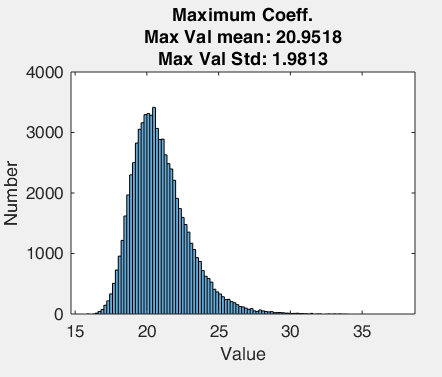 Maximum Coeff.
Max Val mean: 20.9518
Max Val Std: 1.9813
4000
3000
2000
1000
0
Number
15 20 25 30 35
Value